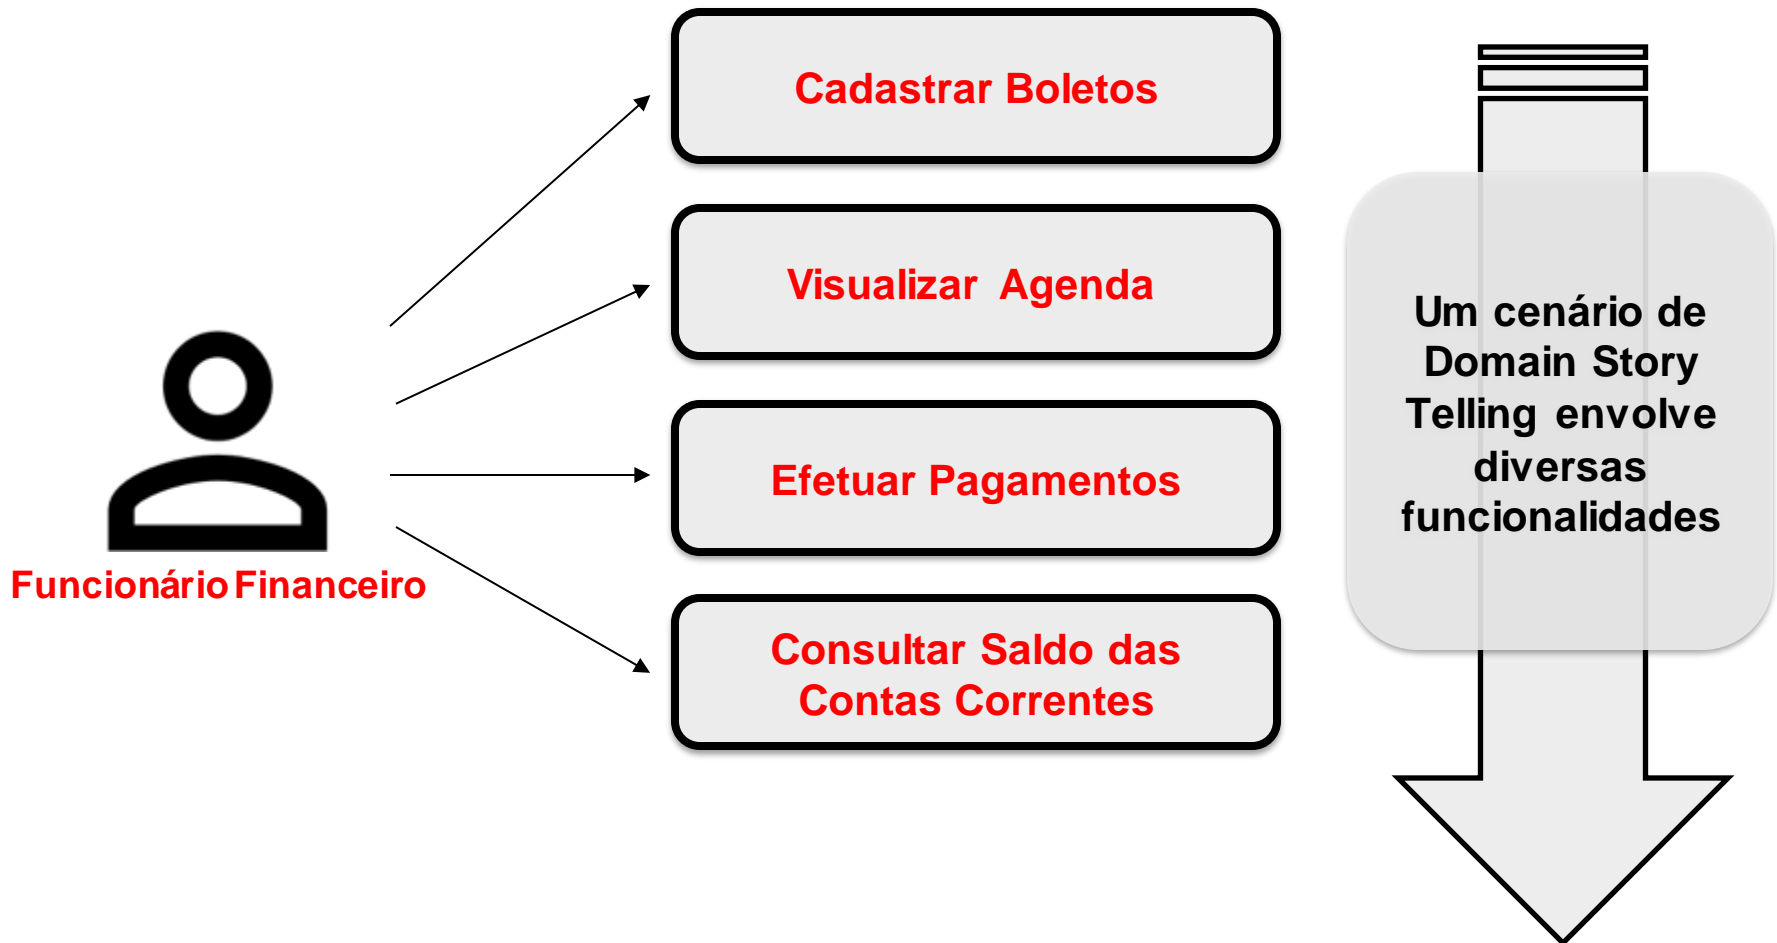 Cadastrar Boletos
Visualizar Agenda
Efetuar Pagamentos
Consultar Saldo das
Contas Correntes
Funcionário Financeiro
Um cenário de
Domain Story
Telling envolve
diversas
funcionalidades